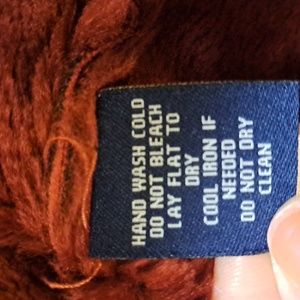 HAND WASH COLD
DO NOT BLEACH
LAY FLAT TO
DRY
COOL IRON IF
NEEDED
DO NOT DRY
CLEAN